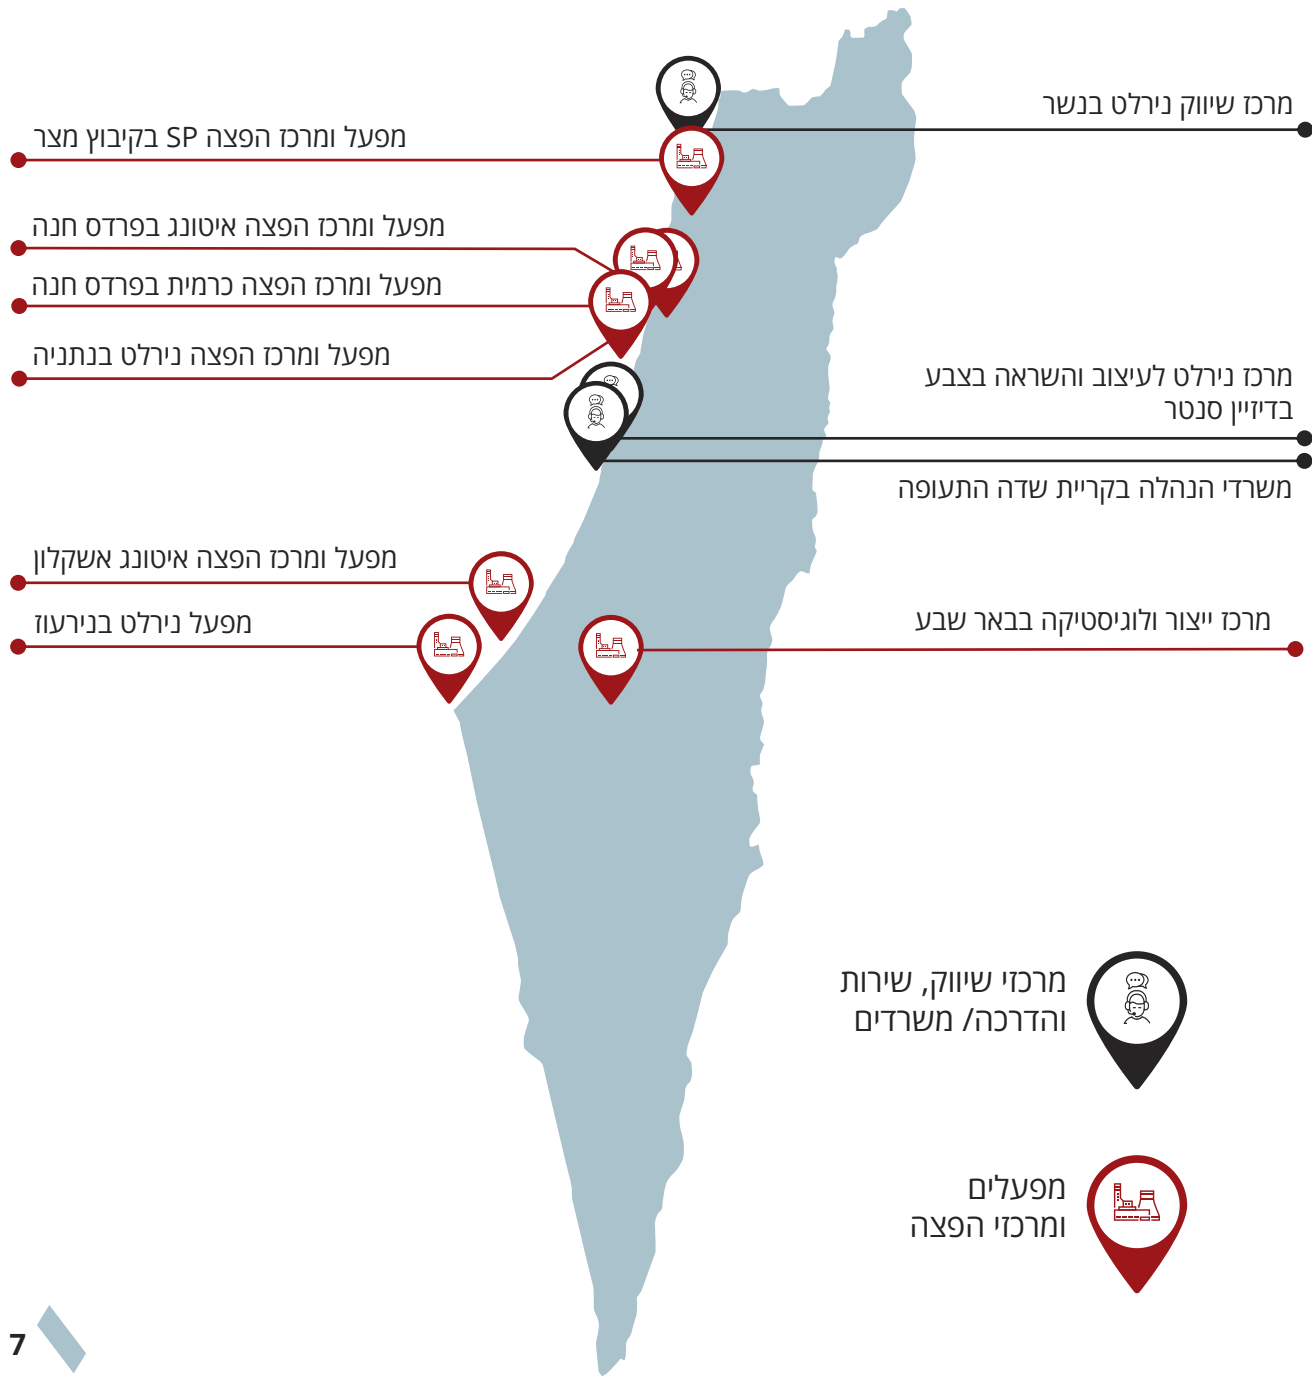 מרכז שיווק נירלט בנשר
מפעל ומרכז הפצה SP בקיבוץ מצר
מפעל ומרכז הפצה איטונג בפרדס חנה
מפעל ומרכז הפצה כרמית בפרדס חנה
מפעל ומרכז הפצה נירלט בנתניה
מרכז נירלט לעיצוב והשראה בצבע
בדיזיין סנטר
משרדי הנהלה בקריית שדה התעופה
מפעל ומרכז הפצה איטונג אשקלון
מפעל נירלט בנירעוז
מרכז ייצור ולוגיסטיקה בבאר שבע
מרכזי שיווק, שירות
והדרכה/ משרדים
מפעלים
ומרכזי הפצה
7